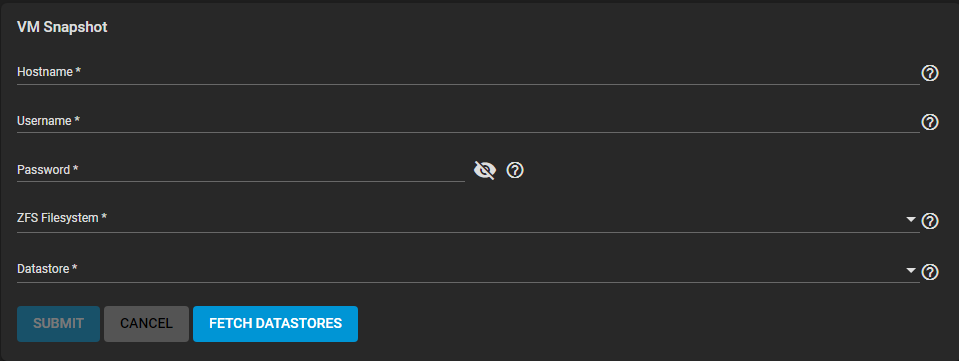 VM Snapshot
Hostname *
Username *
Password *
ZFS Filesystem *
Datastore *
SUBMIT CANCEL FETCH DATASTORES